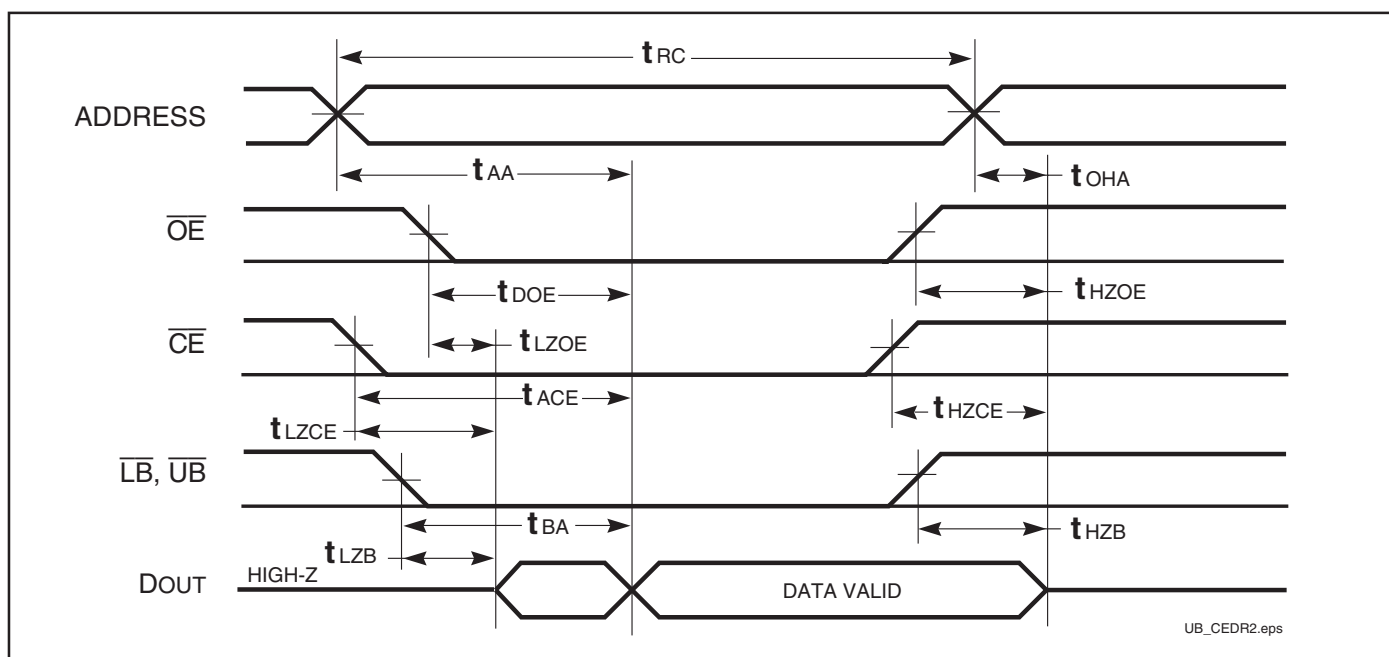 tRC
ADDRESS
tAA
tOHA
OE
tDOE
tHZOE
CE
tLZOE
tACE
tHZCE
tLZCE
LB, UB
tBA
tHZB
tLZB
DOUT
HIGH-Z
DATA VALID
UB_CEDR2.eps